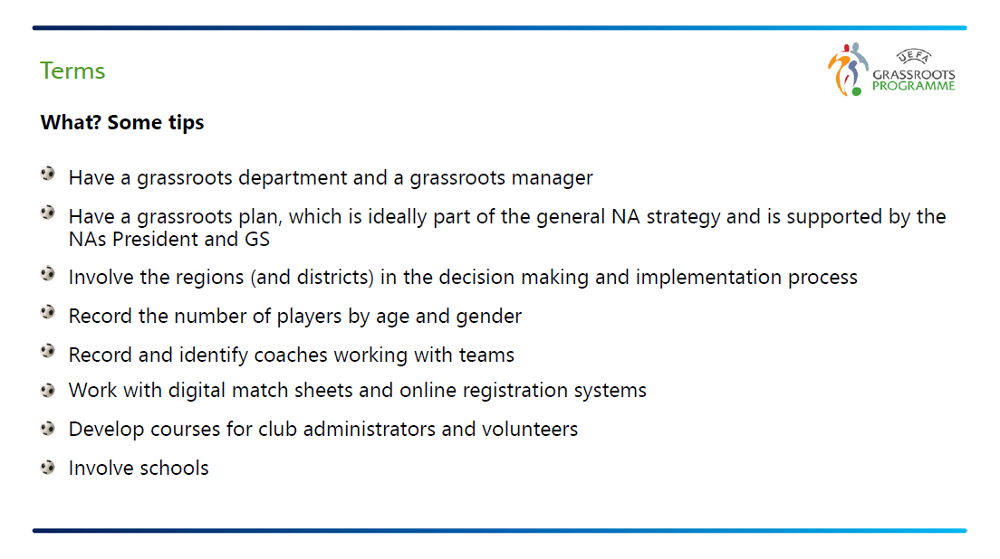 Terms
UEFA
GRASSROOTS
PROGRAMME
What? Some tips
Have a grassroots department and a grassroots manager
Have a grassroots plan, which is ideally part of the general NA strategy and is supported by the
NAs President and GS
Involve the regions (and districts) in the decision making and implementation process
Record the number of players by age and gender
Record and identify coaches working with teams
Work with digital match sheets and online registration systems
Develop courses for club administrators and volunteers
Involve schools